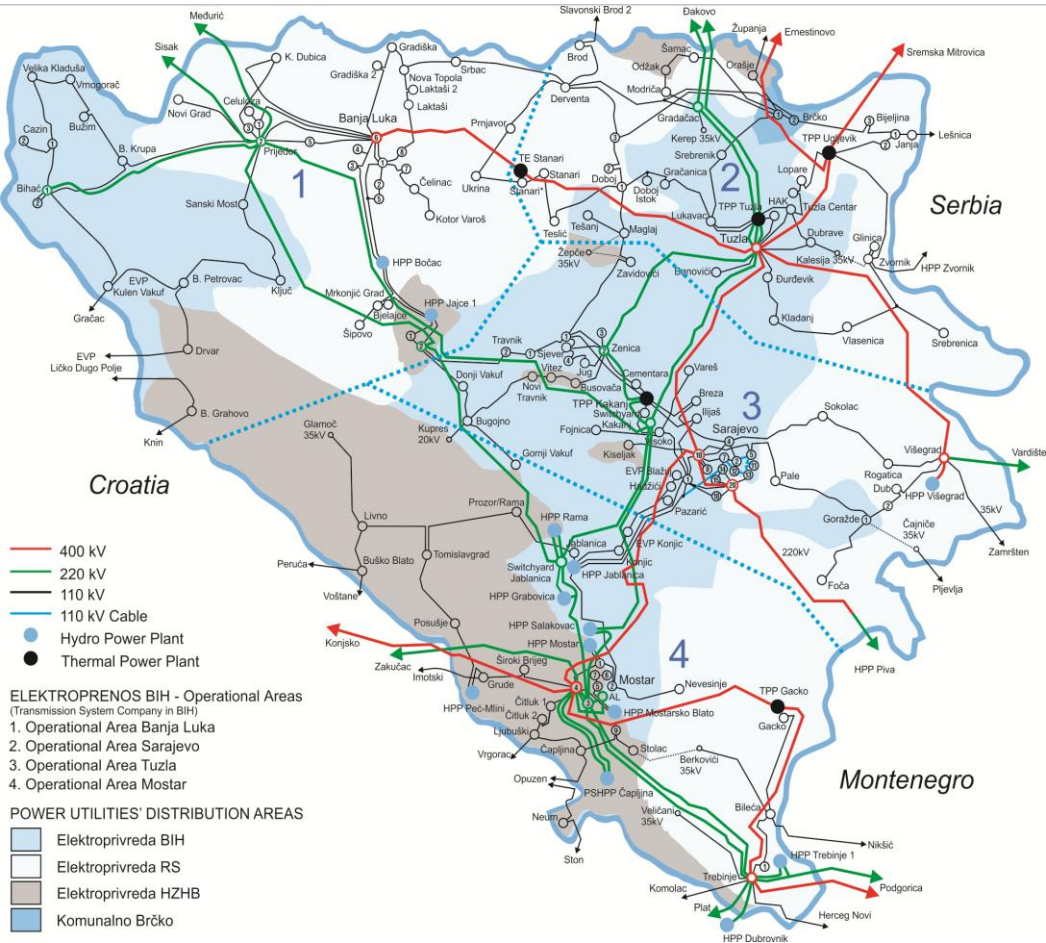 Međurić
Sisak
Velika Kladuša
Vrnograč
Cazin
Bužim
Bihać
B. Krupa
Novi Grad
K. Dubica
Celuloza
Prijedor
Gradiška
Gradiška 2
Nova Topola
Laktaši 2
Laktaši
Srbac
Banja Luka
Čelinac
Kotor Varoš
Slavonski Brod 2
Brod
Derventa
Prnjavor
TE Stanari
Stanari
Stanari*
Ukrina
Teslić
Doboj
Doboj
Istok
Đakovo
Županja
Šamac
Orašje
Odžak
Modriča
Gradačac
Kerep 35kV
Srebrenik
Gračanica
Lukavac
Ernestinovo
Sremska Mitrovica
Brčko
TPP Ugljevik
Bijeljina
Janja
Lešnica
Lopare
HAK
TPP Tuzla
Tuzla Centar
Tuzla
Dubrave
Kalesija 35kV
Glinica
Zvornik
HPP Zvornik
Serbia
1
2
3
4
Sanski Most
Ključ
EVP
Kulen Vakuf
B. Petrovac
Gračac
Drvar
EVP
Ličko Dugo Polje
B. Grahovo
Knin
Glamoč
35kV
HPP Bočac
Mrkonjić Grad
HPP Jajce 1
Bjelajce
Šipovo
Tešanj
Maglaj
Žepče
35kV
Zavidovići
Banovići
Đurđevik
Kladanj
Vlasenica
Srebrenica
Travnik
Sjever
Zenica
Jug
Vitez
Novi
Travnik
Busovača
Cementara
Donji Vakuf
Kupres
20kV
Bugojno
Gornji Vakuf
TPP Kakanj
Switchyard
Kakanj
Fojnica
Visoko
Kiseljak
Vareš
Breza
Ilijaš
Sarajevo
EVP Blažuj
Hadžići
Pazarić
Sokolac
Pale
Rogatica
Dub
Goražde
Foča
Višegrad
HPP Višegrad
Vardište
35kV
Zamršten
Čajniče
35kV
Pljevlja
220kV
HPP Piva
Croatia
Livno
Buško Blato
Peruća
Voštane
Tomislavgrad
Posušje
Prozor/Rama
HPP Rama
Jablanica
Switchyard
Jablanica
HPP Jablanica
EVP Konjic
Konjic
HPP Grabovica
HPP Salakovac
HPP Mostar
Mostar
AL
HPP Mostarsko Blato
Nevesinje
Konjsko
Zakučac
Imotski
Široki Brijeg
Grude
HPP Peć-Mlini
Čitluk 1
Čitluk 2
Ljubuški
Vrgorac
Čapljina
Opuzen
Neum
Ston
PSHPP Čapljina
Stolac
Berkovići
35kV
TPP Gacko
Gacko
Montenegro
Bileća
Veličani
35kV
Nikšić
HPP Trebinje 1
Trebinje
Komolac
Plat
HPP Dubrovnik
Podgorica
Herceg Novi
400 kV
220 kV
110 kV
110 kV Cable
Hydro Power Plant
Thermal Power Plant
ELEKTROPRENOS BIH - Operational Areas
(Transmission System Company in BIH)
1. Operational Area Banja Luka
2. Operational Area Sarajevo
3. Operational Area Tuzla
4. Operational Area Mostar
POWER UTILITIES' DISTRIBUTION AREAS
Elektroprivreda BIH
Elektroprivreda RS
Elektroprivreda HZHB
Komunalno Brčko